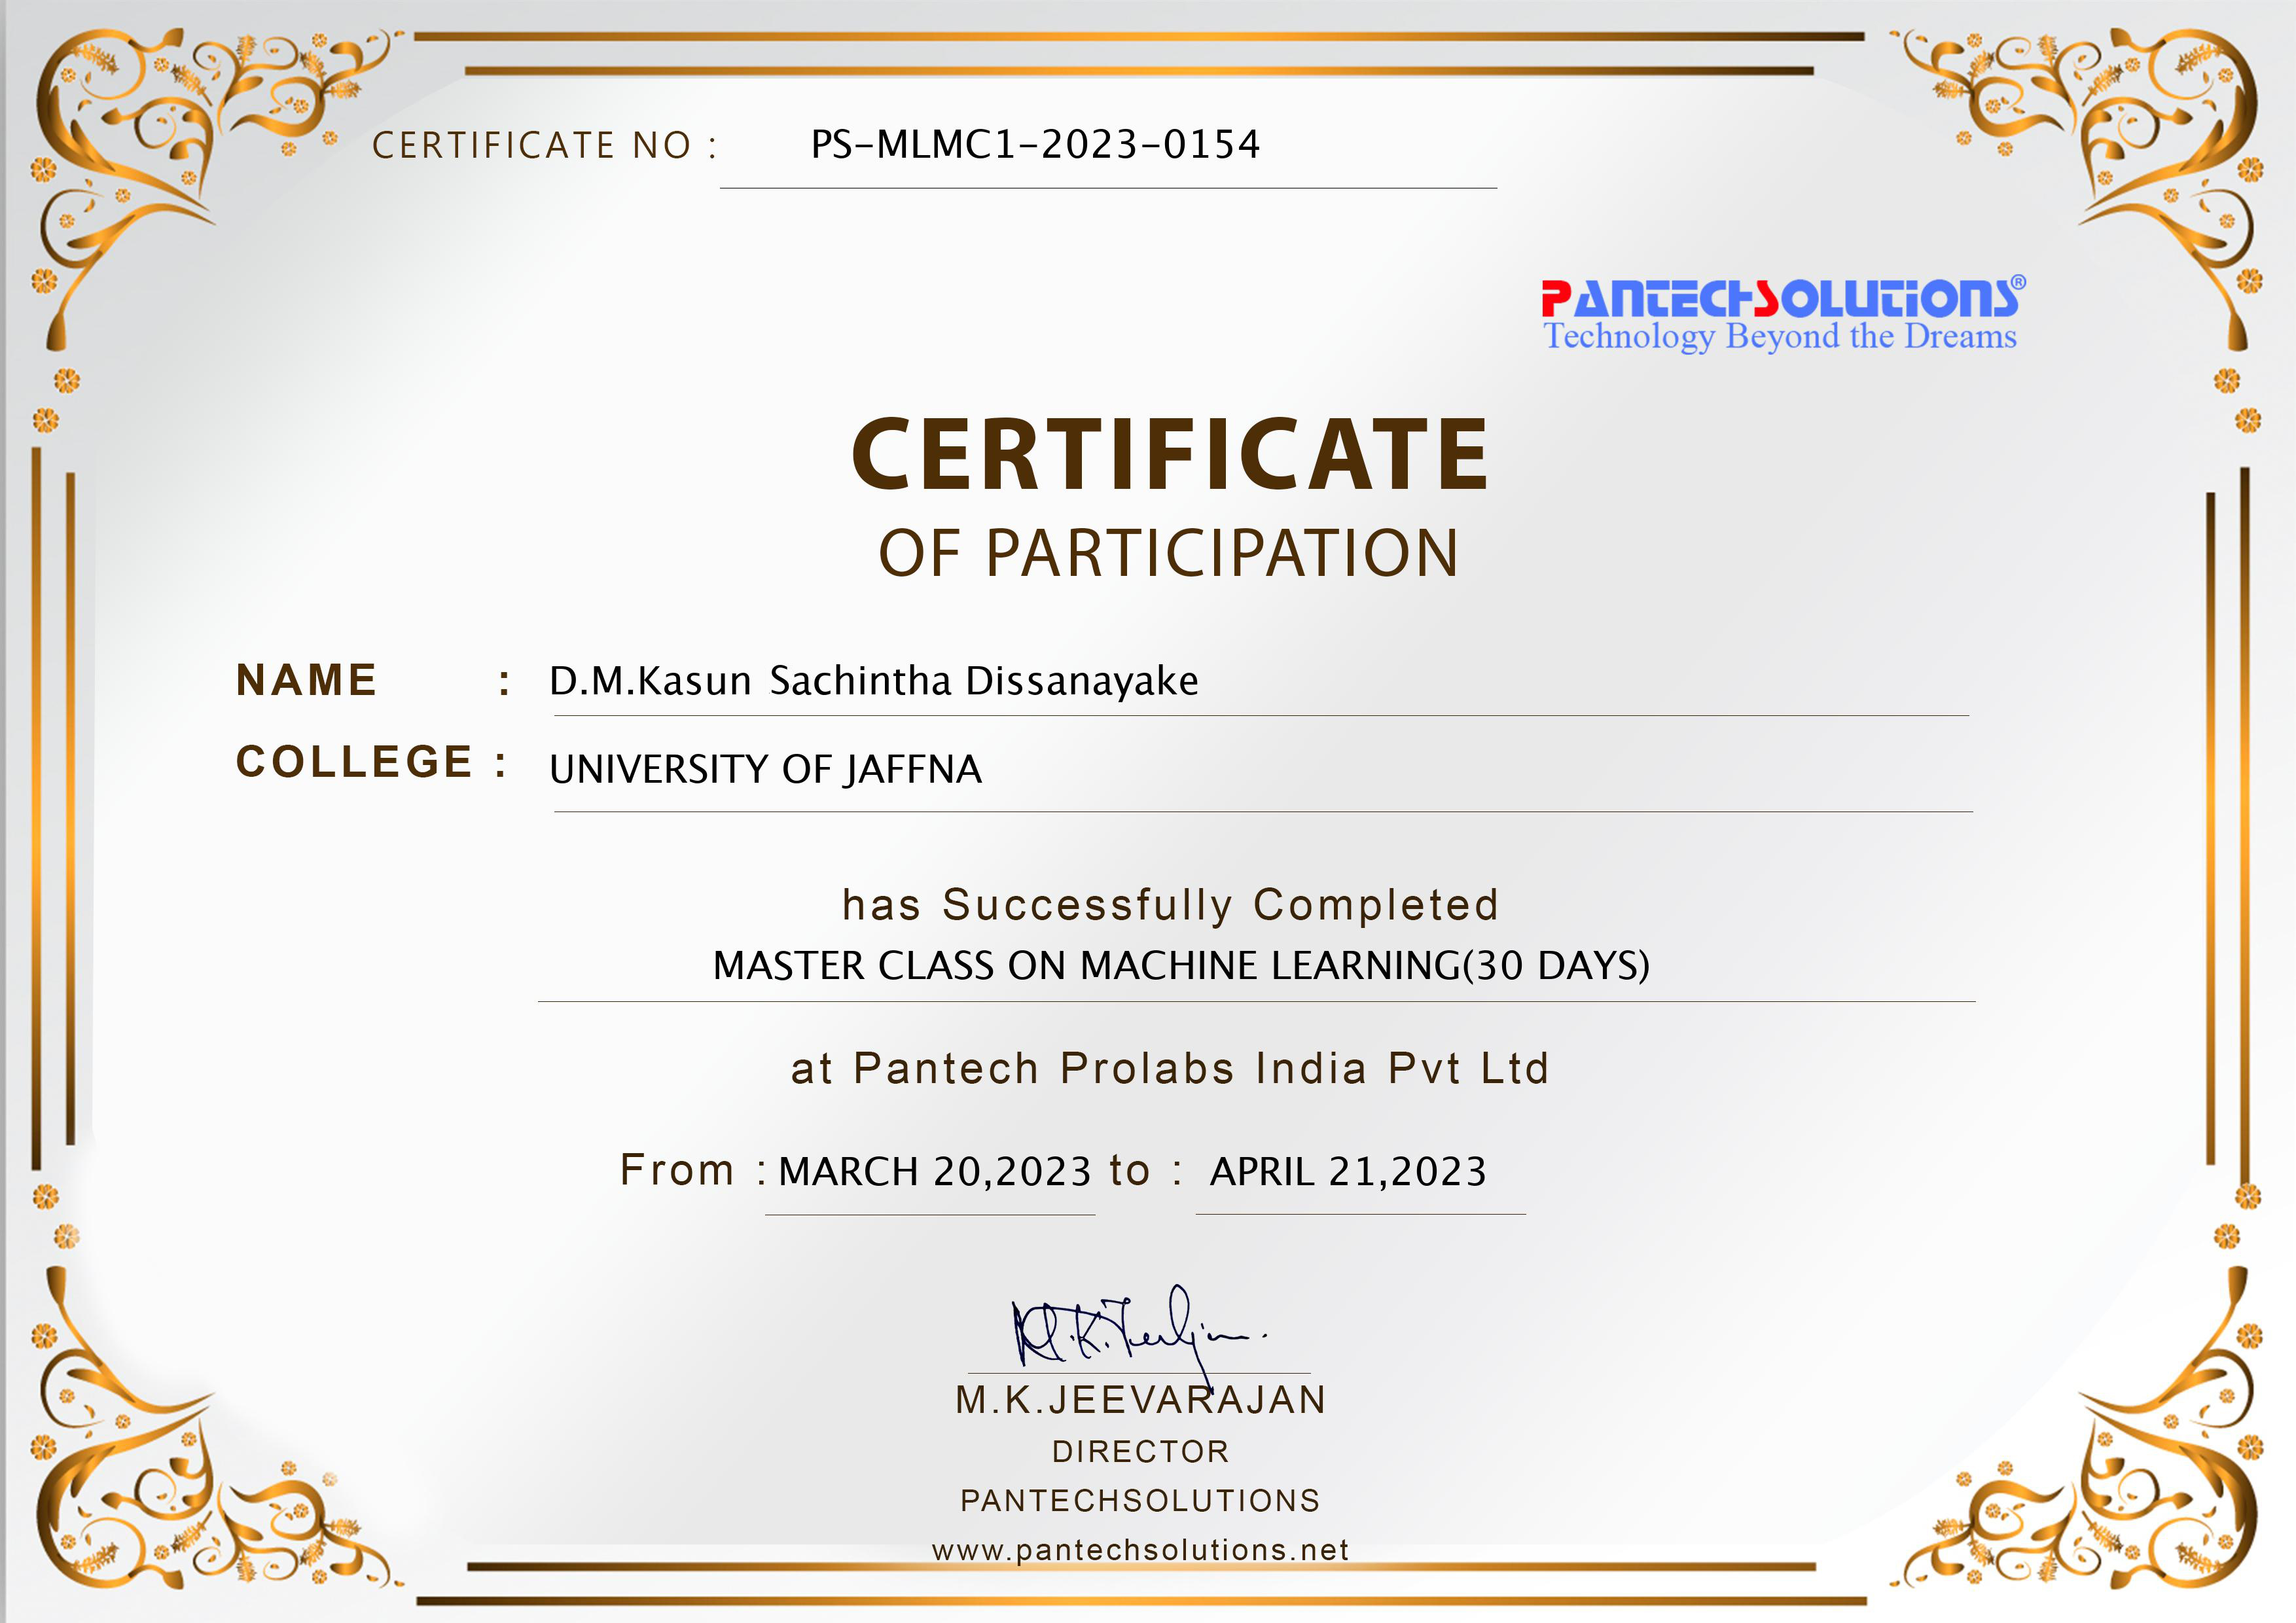 CERTIFICATE NO : PS-MLMC1-2023-0154
PANTECHSOLUTIONS®
Technology Beyond the Dreams
CERTIFICATE
OF PARTICIPATION
NAME : D.M.Kasun Sachintha Dissanayake
COLLEGE : UNIVERSITY OF JAFFNA
has Successfully Completed
MASTER CLASS ON MACHINE LEARNING(30 DAYS)
at Pantech Prolabs India Pvt Ltd
From : MARCH 20,2023 to : APRIL 21,2023
M.K.JEEVARAJAN
DIRECTOR
PANTECHSOLUTIONS
www.pantechsolutions.net